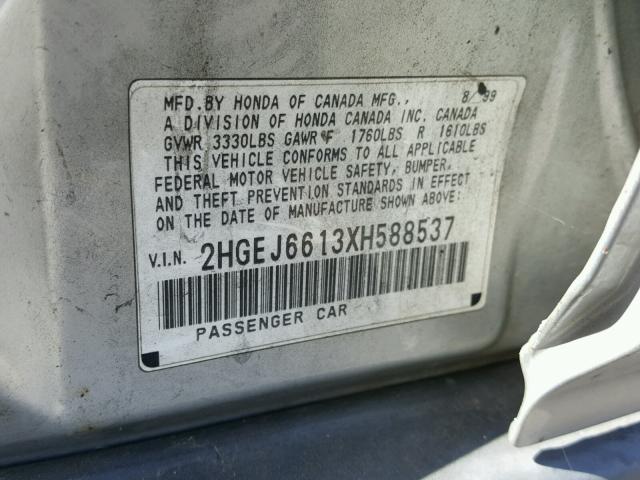 MFD. BY HONDA OF CANADA MFG., 8/99
A DIVISION OF HONDA CANADA INC. CANADA
GVWR 3330LBS GAWR F 1760LBS R 1610LBS
THIS VEHICLE CONFORMS TO ALL APPLICABLE
FEDERAL MOTOR VEHICLE SAFETY, BUMPER,
AND THEFT PREVENTION STANDARDS IN EFFECT
ON THE DATE OF MANUFACTURE SHOWN ABOVE:
V.I.N. 2HGEJ6613XH588537
PASSENGER CAR